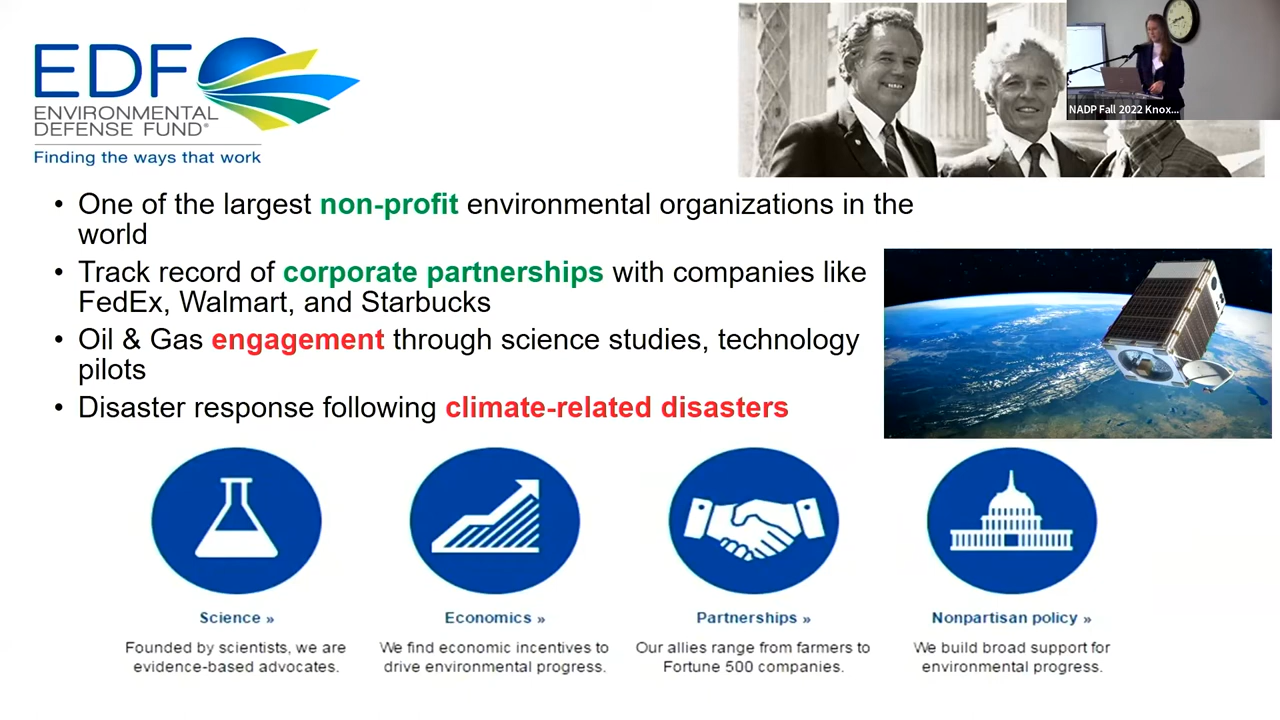 EDF
ENVIRONMENTAL
DEFENSE FUND®
Finding the ways that work
NADP Fall 2022 Knox...
• One of the largest non-profit environmental organizations in the
world
• Track record of corporate partnerships with companies like
FedEx, Walmart, and Starbucks
• Oil & Gas engagement through science studies, technology
pilots
• Disaster response following climate-related disasters
Science »
Founded by scientists, we are
evidence-based advocates.
Economics »
We find economic incentives to
drive environmental progress.
Partnerships »
Our allies range from farmers to
Fortune 500 companies.
Nonpartisan policy »
We build broad support for
environmental progress.